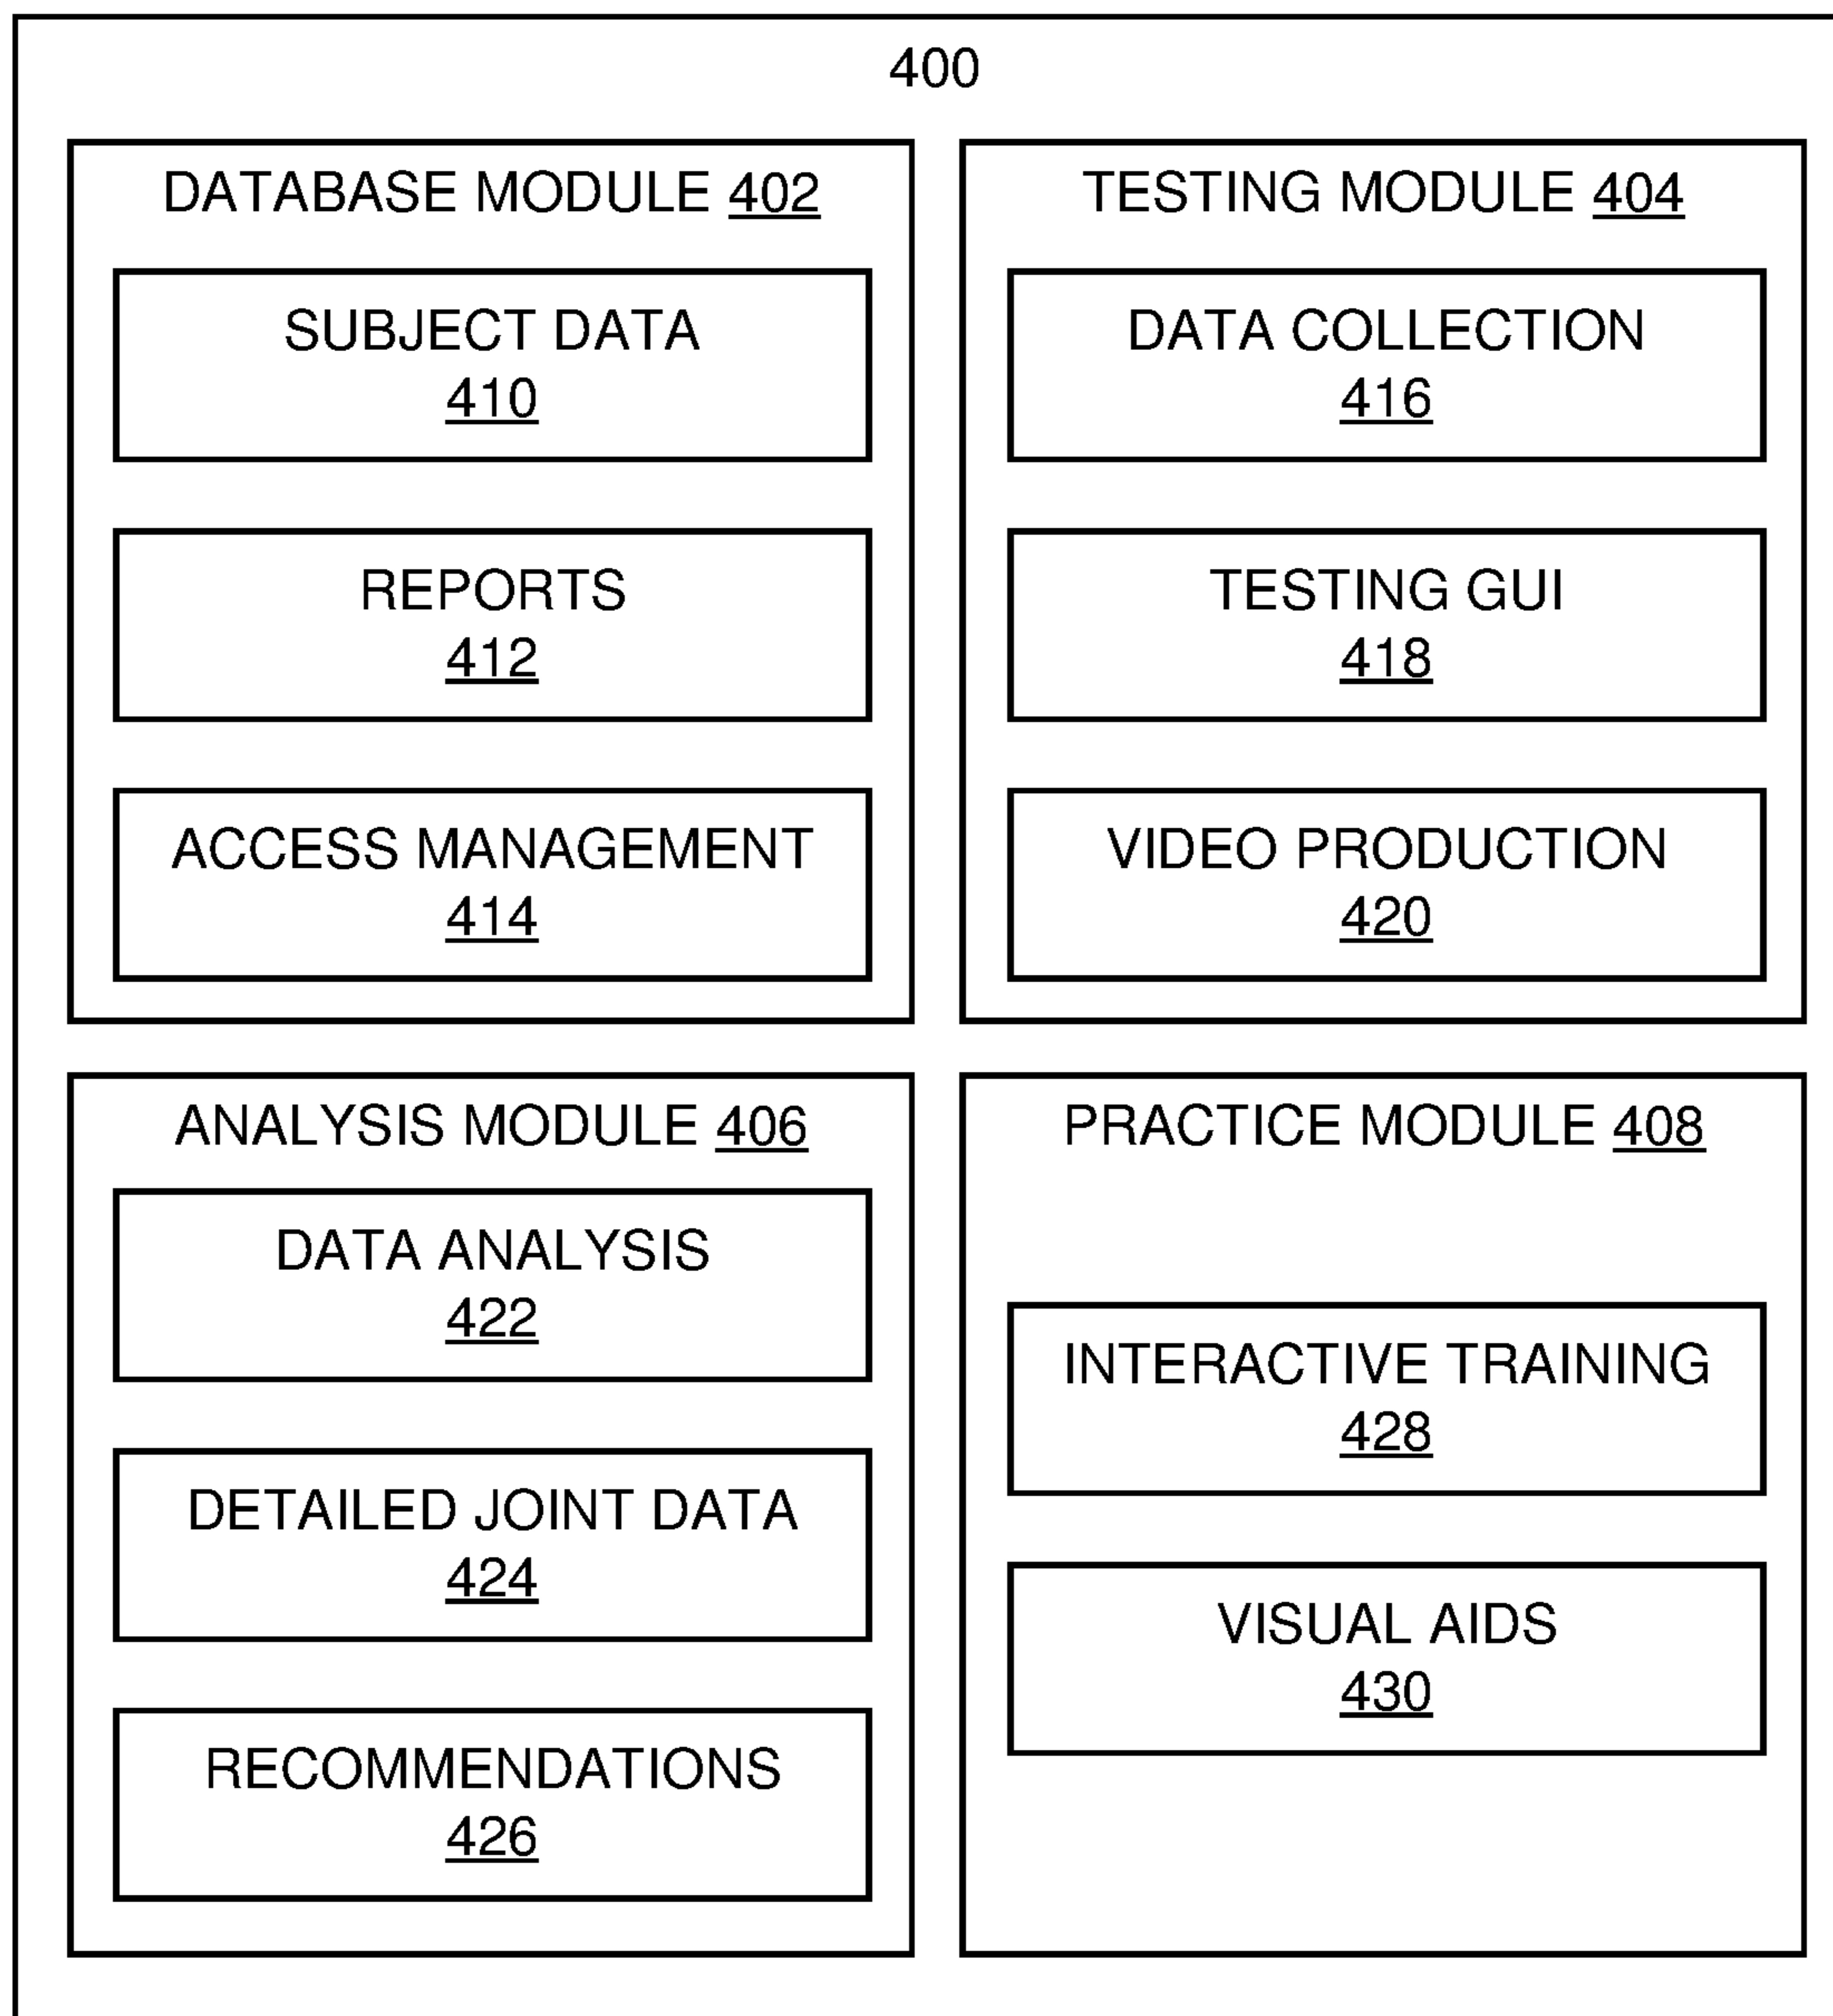 400
DATABASE MODULE 402
SUBJECT DATA
410
REPORTS
412
ACCESS MANAGEMENT
414
TESTING MODULE 404
DATA COLLECTION
416
TESTING GUI
418
VIDEO PRODUCTION
420
ANALYSIS MODULE 406
DATA ANALYSIS
422
DETAILED JOINT DATA
424
RECOMMENDATIONS
426
PRACTICE MODULE 408
INTERACTIVE TRAINING
428
VISUAL AIDS
430